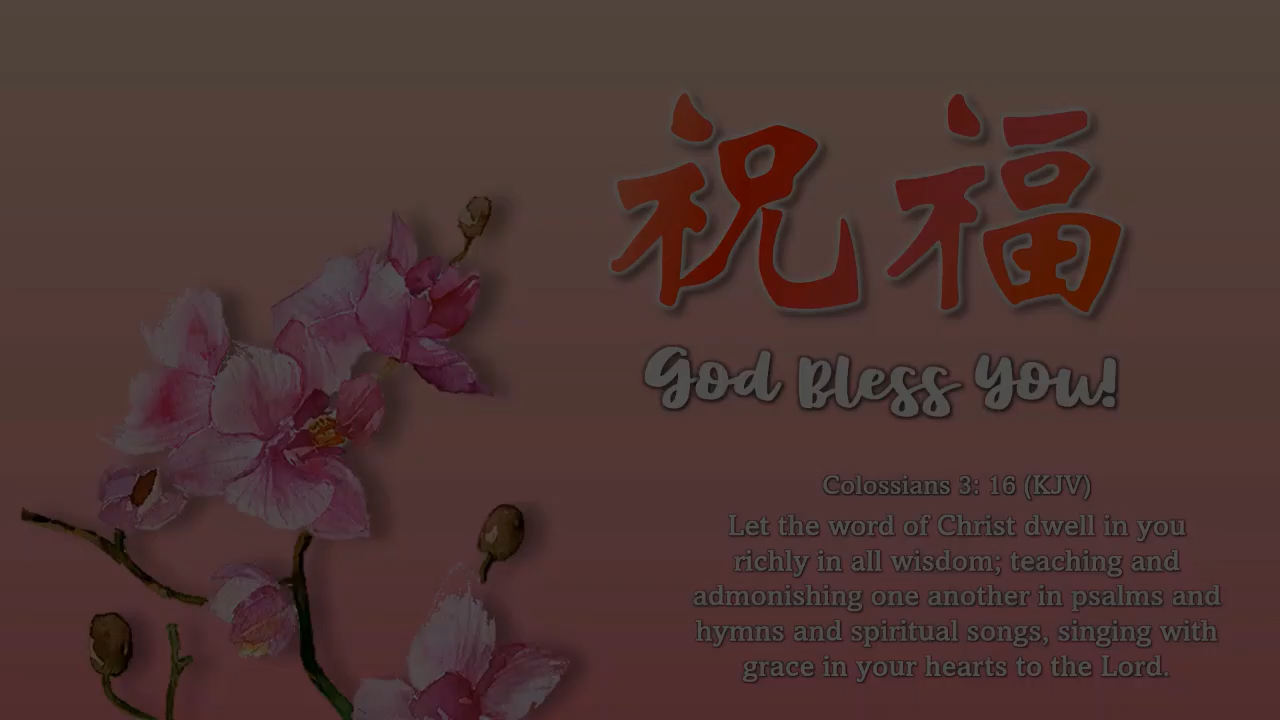 祝福
God Bless You!
Colossians 3: 16 (KJV)
Let the word of Christ dwell in you
richly in all wisdom; teaching and
admonishing one another in psalms and
hymns and spiritual songs, singing with
grace in your hearts to the Lord.